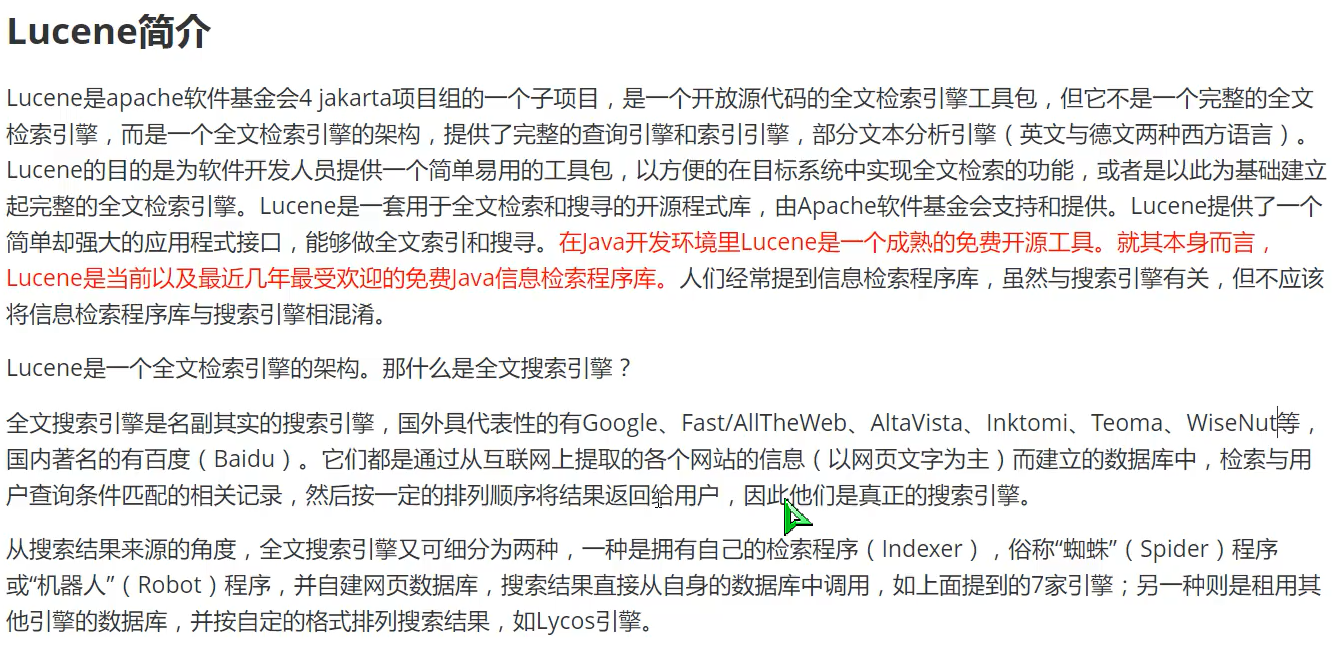 Lucene简介
Lucene是apache软件基金会4 jakarta项目组的一个子项目，是一个开放源代码的全文检索引擎工具包，但它不是一个完整的全文
检索引擎，而是一个全文检索引擎的架构，提供了完整的查询引擎和索引引擎，部分文本分析引擎（英文与德文两种西方语言）。
Lucene的目的是为软件开发人员提供一个简单易用的工具包，以方便的在目标系统中实现全文检索的功能，或者是以此为基础建立
起完整的全文检索引擎。Lucene是一套用于全文检索和搜寻的开源程式库，由Apache软件基金会支持和提供。Lucene提供了一个
简单却强大的应用程式接口，能够做全文索引和搜寻。在Java开发环境里Lucene是一个成熟的免费开源工具。就其本身而言，
Lucene是当前以及最近几年最受欢迎的免费Java信息检索程序库。人们经常提到信息检索程序库，虽然与搜索引擎有关，但不应该
将信息检索程序库与搜索引擎相混淆。
Lucene是一个全文检索引擎的架构。那什么是全文搜索引擎？
全文搜索引擎是名副其实的搜索引擎，国外具代表性的有Google、Fast/AllTheWeb、AltaVista、Inktomi、Teoma、WiseNut等，
国内著名的有百度（Baidu）。它们都是通过从互联网上提取的各个网站的信息（以网页文字为主）而建立的数据库中，检索与用
户查询条件匹配的相关记录，然后按一定的排列顺序将结果返回给用户，因此他们是真正的搜索引擎。
从搜索结果来源的角度，全文搜索引擎又可细分为两种，一种是拥有自己的检索程序（Indexer），俗称“蜘蛛”（Spider）程序
或“机器人”（Robot）程序，并自建网页数据库，搜索结果直接从自身的数据库中调用，如上面提到的7家引擎；另一种则是租用其
他引擎的数据库，并按自定的格式排列搜索结果，如Lycos引擎。